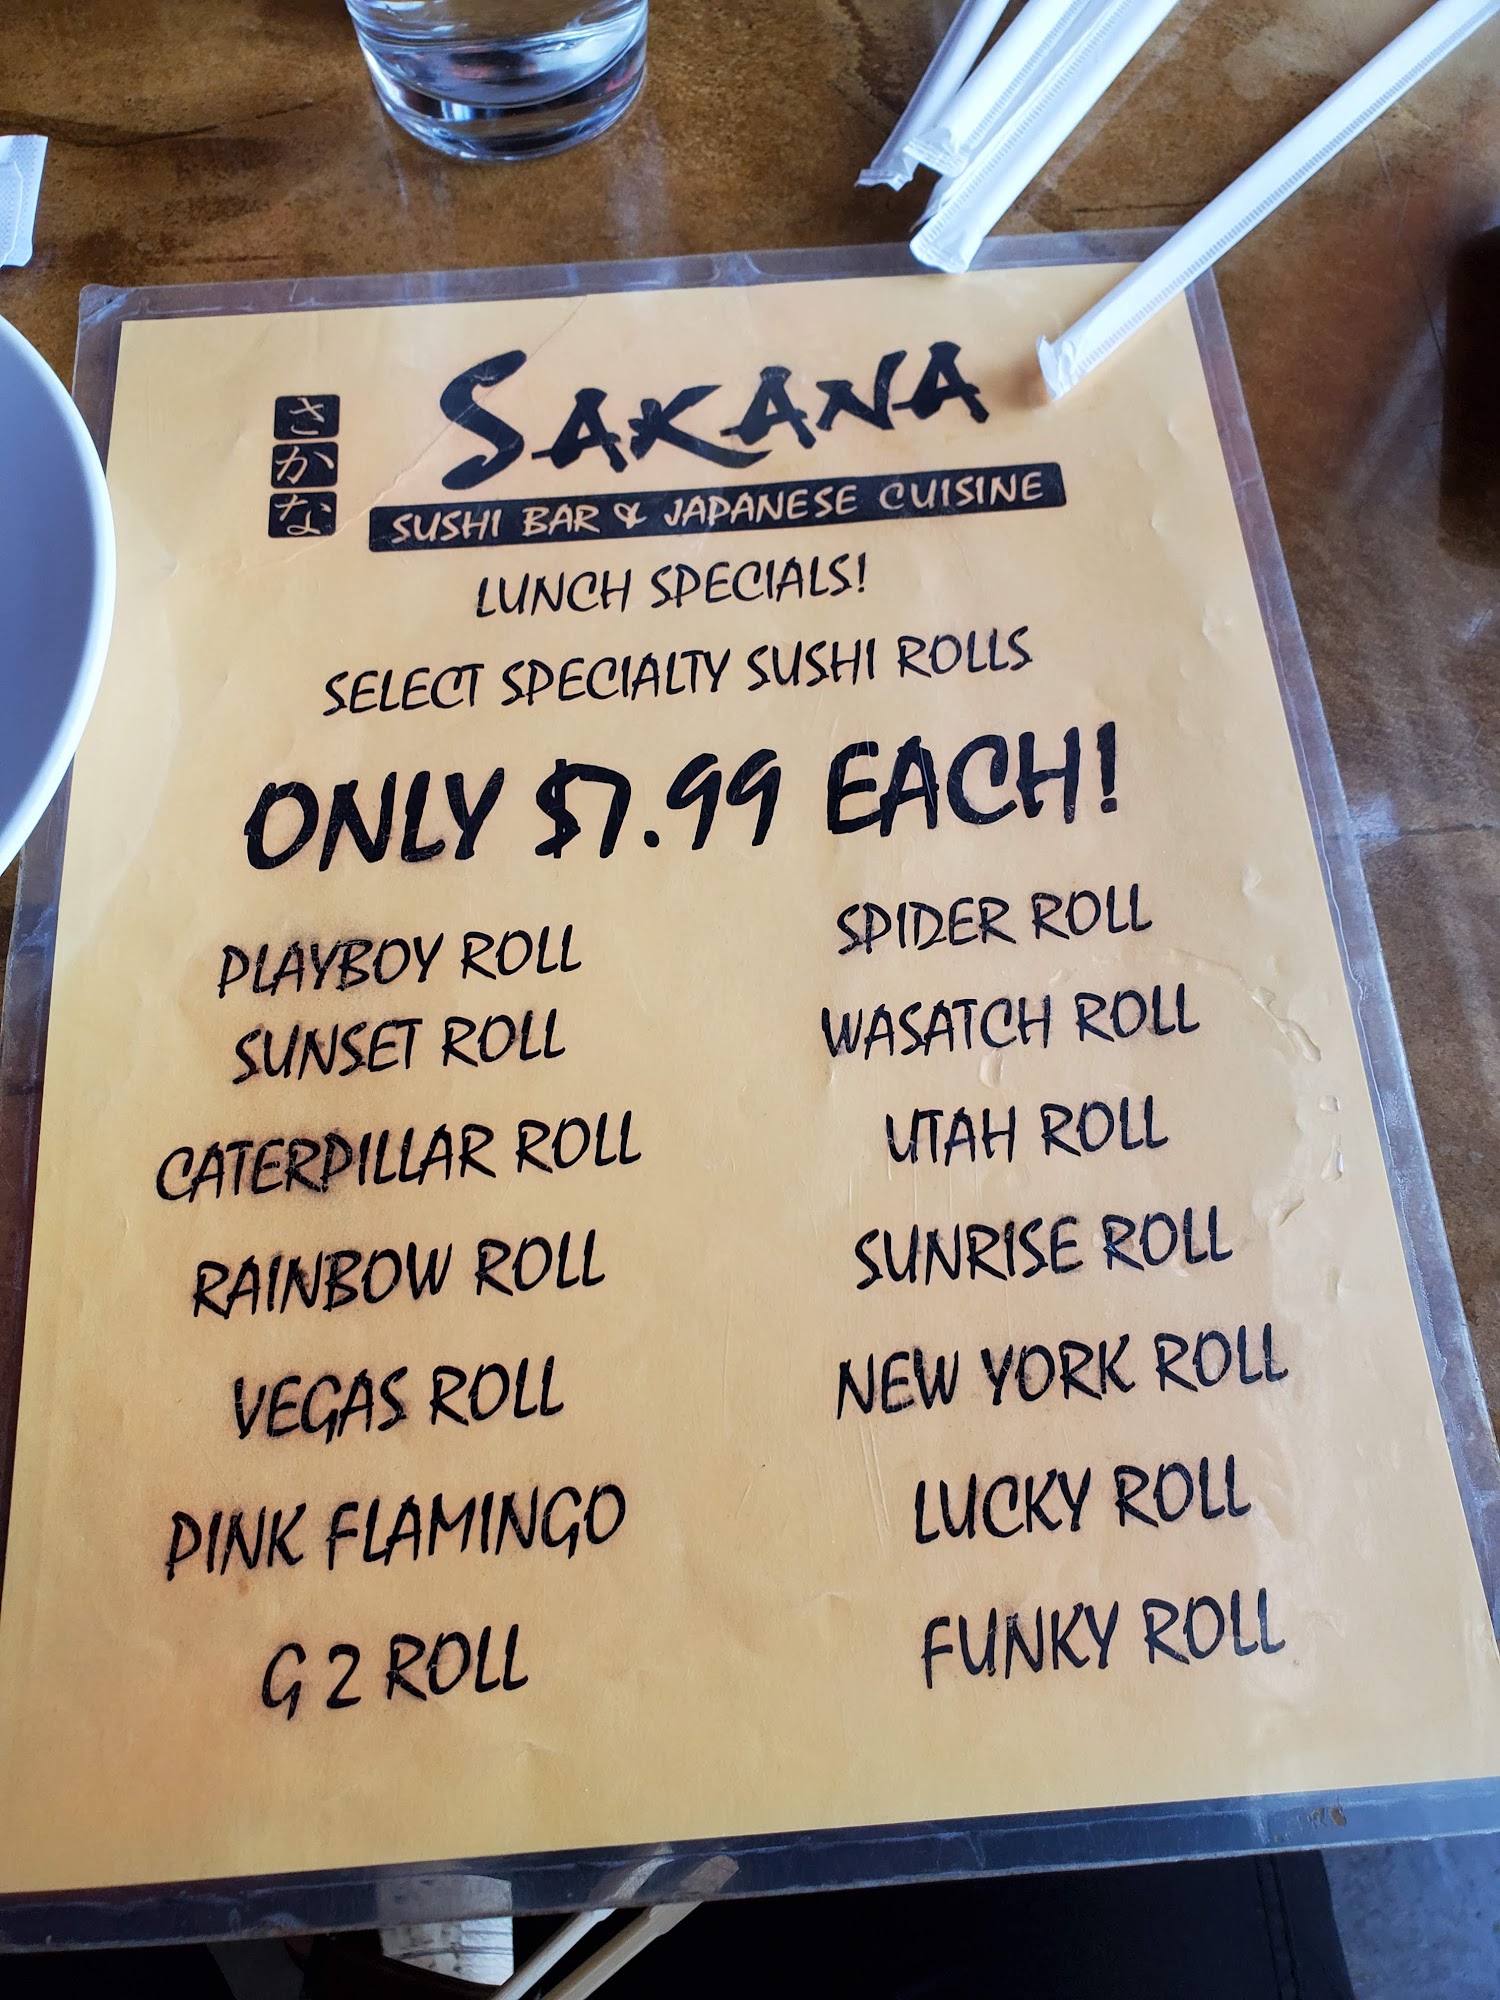 さかな
SAKANA
SUSHI BAR & JAPANESE CUISINE
LUNCH SPECIALS!
SELECT SPECIALTY SUSHI ROLLS
ONLY $7.99 EACH!
PLAYBOY ROLL
SUNSET ROLL
CATERPILLAR ROLL
RAINBOW ROLL
VEGAS ROLL
PINK FLAMINGO
G 2 ROLL
SPIDER ROLL
WASATCH ROLL
UTAH ROLL
SUNRISE ROLL
NEW YORK ROLL
LUCKY ROLL
FUNKY ROLL